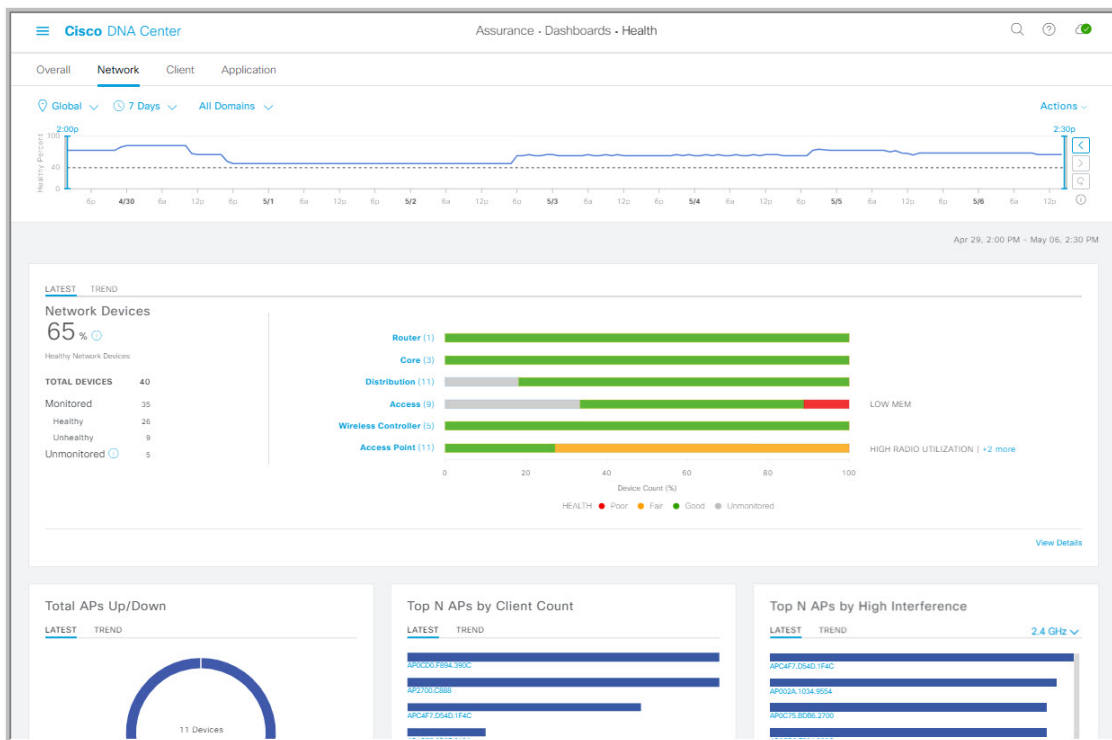 Cisco DNA Center
Assurance · Dashboards · Health
Overall Network Client Application
Global 7 Days All Domains
Actions
2:00p 2:30p
Healthy Percent
100
40
0
6p 4/30 6a 12p 6p 5/1 6a 12p 6p 5/2 6a 12p 6p 5/3 6a 12p 6p 5/4 6a 12p 6p 5/5 6a 12p 6p 5/6 6a 12p
Apr 29, 2:00 PM - May 06, 2:30 PM
LATEST TREND
Network Devices
65 %
Healthy Network Devices
TOTAL DEVICES 40
Monitored 35
Healthy 26
Unhealthy 9
Unmonitored 5
Router (1)
Core (3)
Distribution (11)
Access (9) LOW MEM
Wireless Controller (5)
Access Point (11) HIGH RADIO UTILIZATION | +2 more
0 20 40 60 80 100
Device Count (%)
HEALTH Poor Fair Good Unmonitored
View Details
Total APs Up/Down
LATEST TREND
11 Devices
Top N APs by Client Count
LATEST TREND
AP0CD0.F894.390C
AP2700.C888
APC4F7.D54D.1F4C
Top N APs by High Interference
LATEST TREND 2.4 GHz
APC4F7.D54D.1F4C
AP002A.1034.9554
AP0C75.BDB6.2700